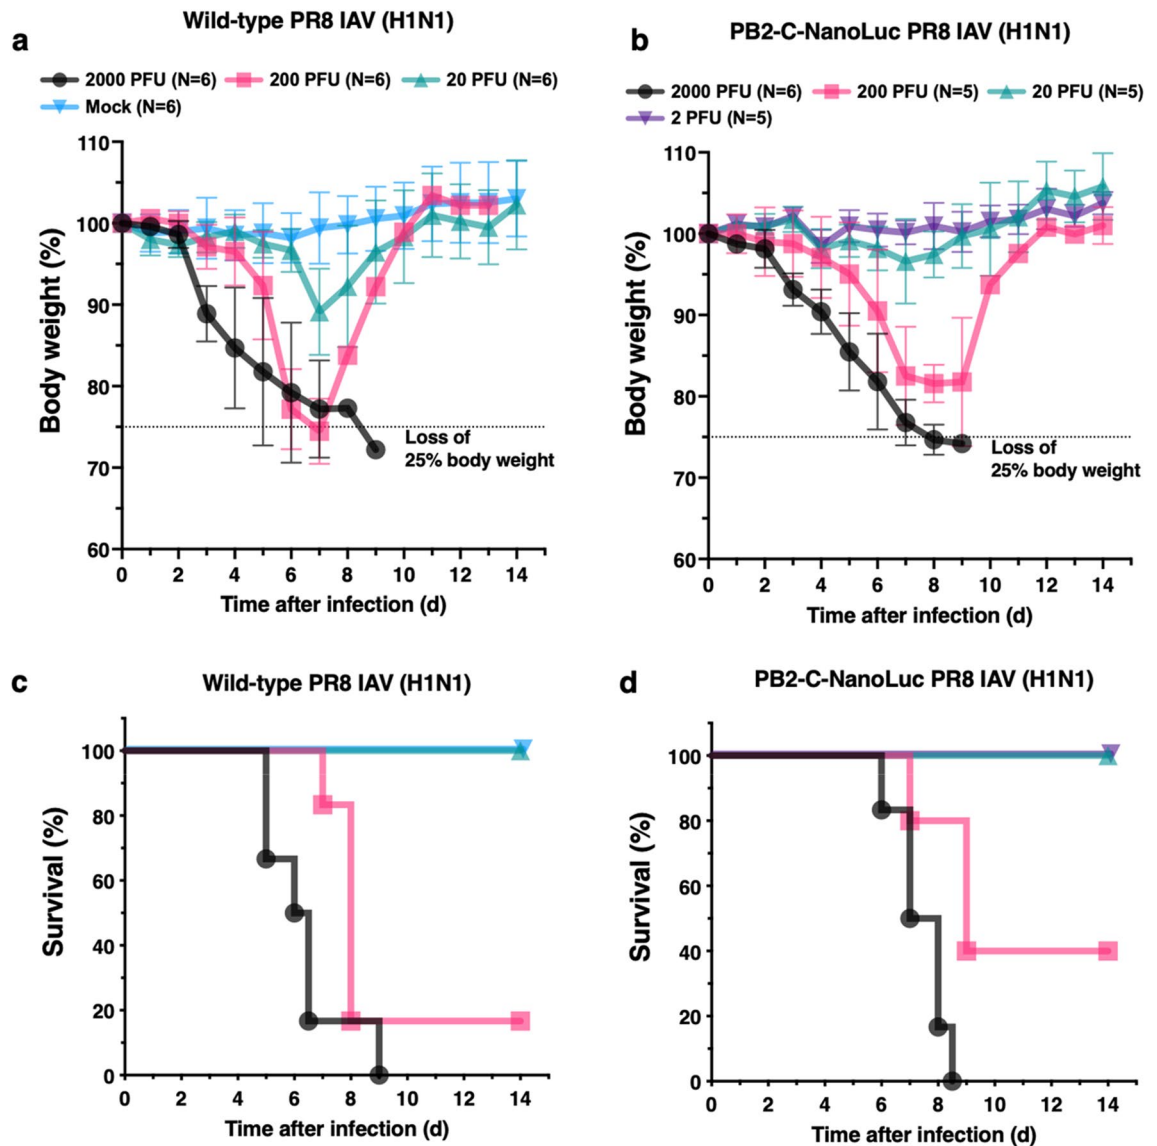 a
Wild-type PR8 IAV (H1N1)
2000 PFU (N=6) 200 PFU (N=6) 20 PFU (N=6)
Mock (N=6)
110
100
90
80
70
60
Body weight (%)
Loss of
25% body weight
0 2 4 6 8 10 12 14
Time after infection (d)
b
PB2-C-NanoLuc PR8 IAV (H1N1)
2000 PFU (N=6) 200 PFU (N=5) 20 PFU (N=5)
2 PFU (N=5)
110
100
90
80
70
60
Body weight (%)
Loss of
25% body weight
0 2 4 6 8 10 12 14
Time after infection (d)
c
Wild-type PR8 IAV (H1N1)
100
80
60
40
20
0
Survival (%)
0 2 4 6 8 10 12 14
Time after infection (d)
d
PB2-C-NanoLuc PR8 IAV (H1N1)
100
80
60
40
20
0
Survival (%)
0 2 4 6 8 10 12 14
Time after infection (d)